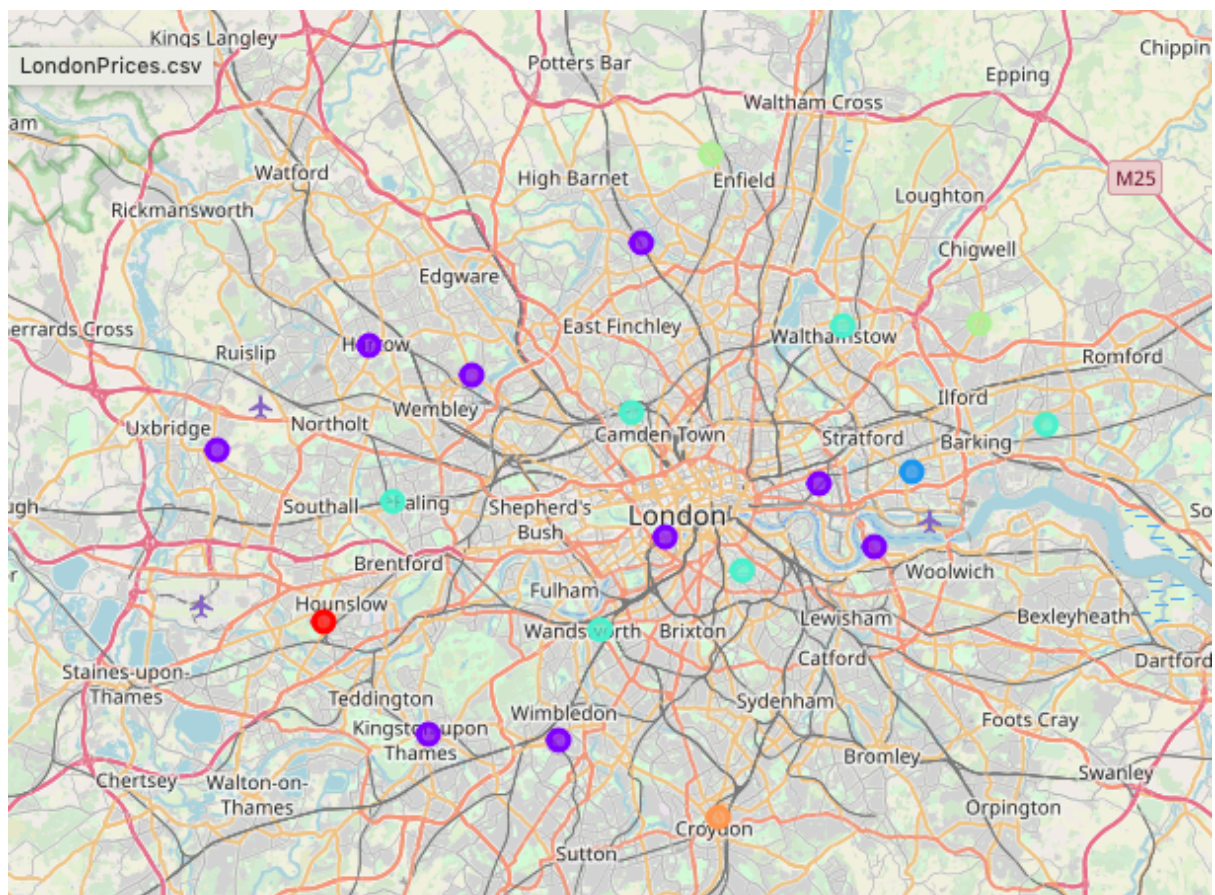 Kings Langley
LondonPrices.csv
Potters Bar
Chippin
Epping
Waltham Cross
am
Watford
High Barnet
Enfield
M25
Loughton
Rickmansworth
Chigwell
Edgware
errards Cross
Ruislip
East Finchley
Walthamstow
Romford
Wembley
Ilford
Uxbridge
Northolt
Camden Town
Stratford
Barking
ugh
Southall
Ealing
Shepherd's
Bush
London
So
Brentford
Fulham
Woolwich
Hounslow
Wandsworth
Brixton
Lewisham
Bexleyheath
Staines-upon-
Thames
Catford
Dartford
Teddington
Wimbledon
Sydenham
Foots Cray
Kingston upon
Thames
Bromley
Chertsey
Walton-on-
Thames
Swanley
Orpington
Croydon
Sutton